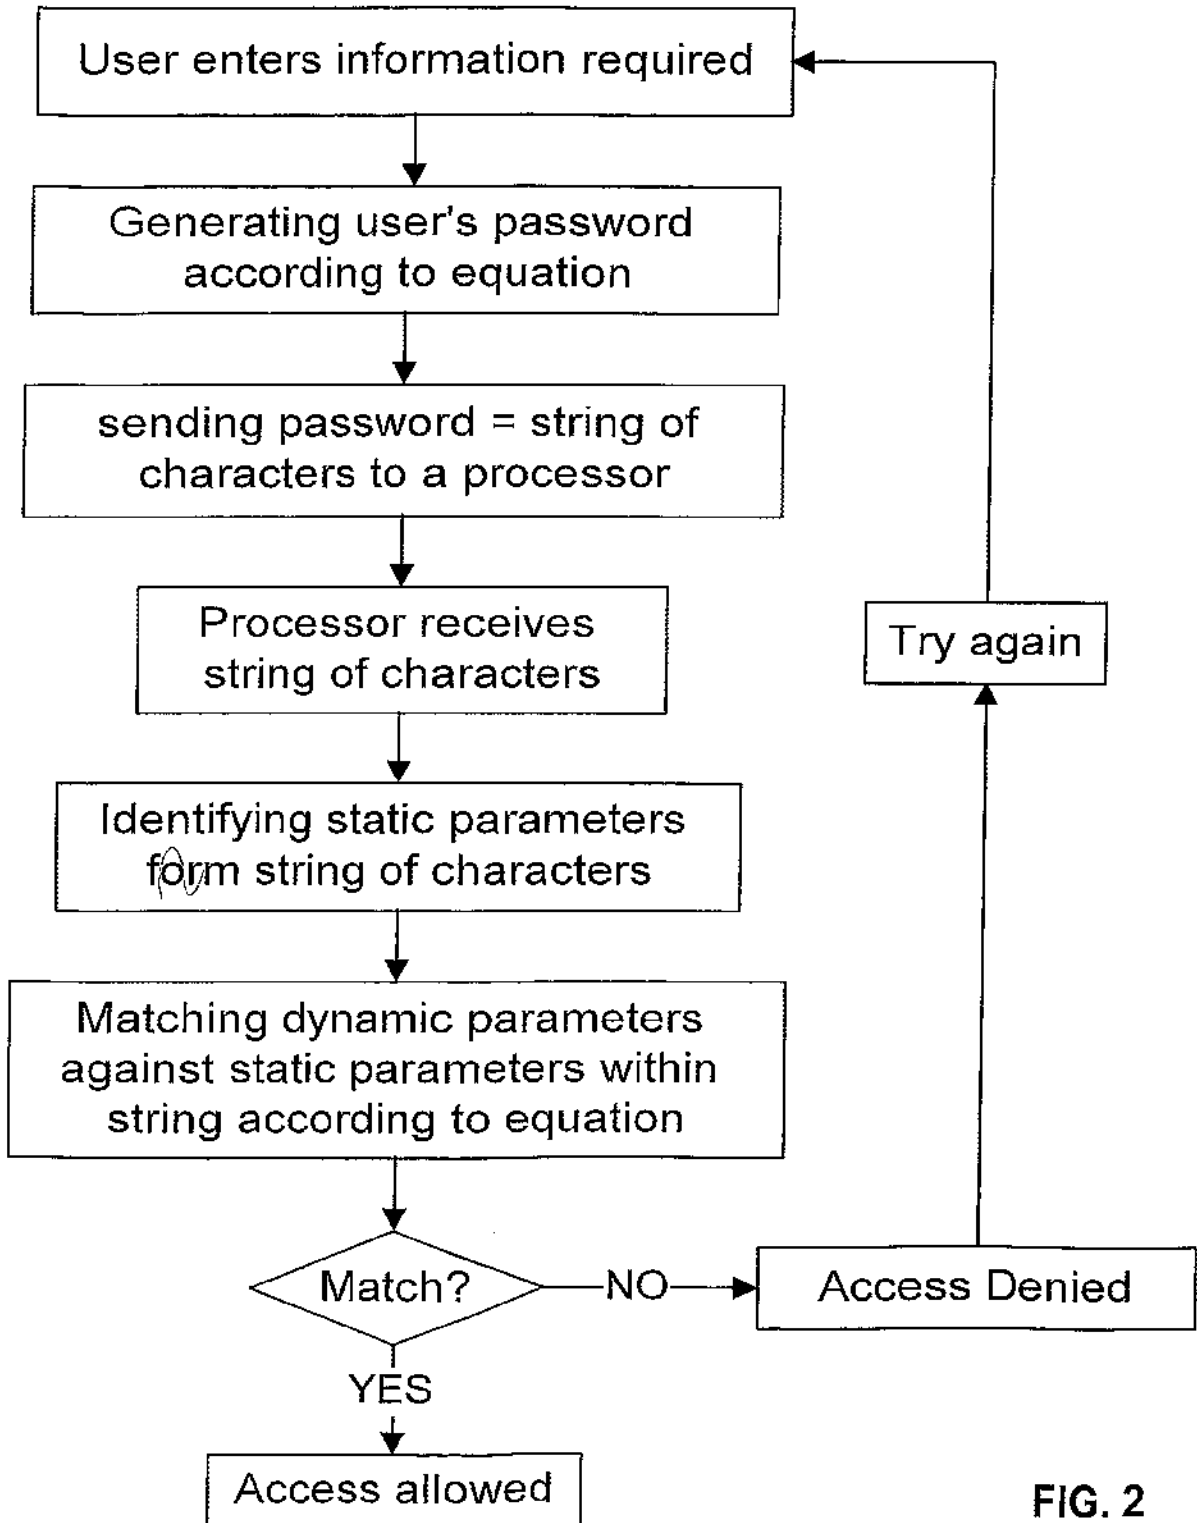 User enters information required
Generating user's password
according to equation
sending password = string of
characters to a processor
Processor receives
string of characters
Try again
Identifying static parameters
form string of characters
Matching dynamic parameters
against static parameters within
string according to equation
Match?
NO
Access Denied
YES
Access allowed
FIG. 2